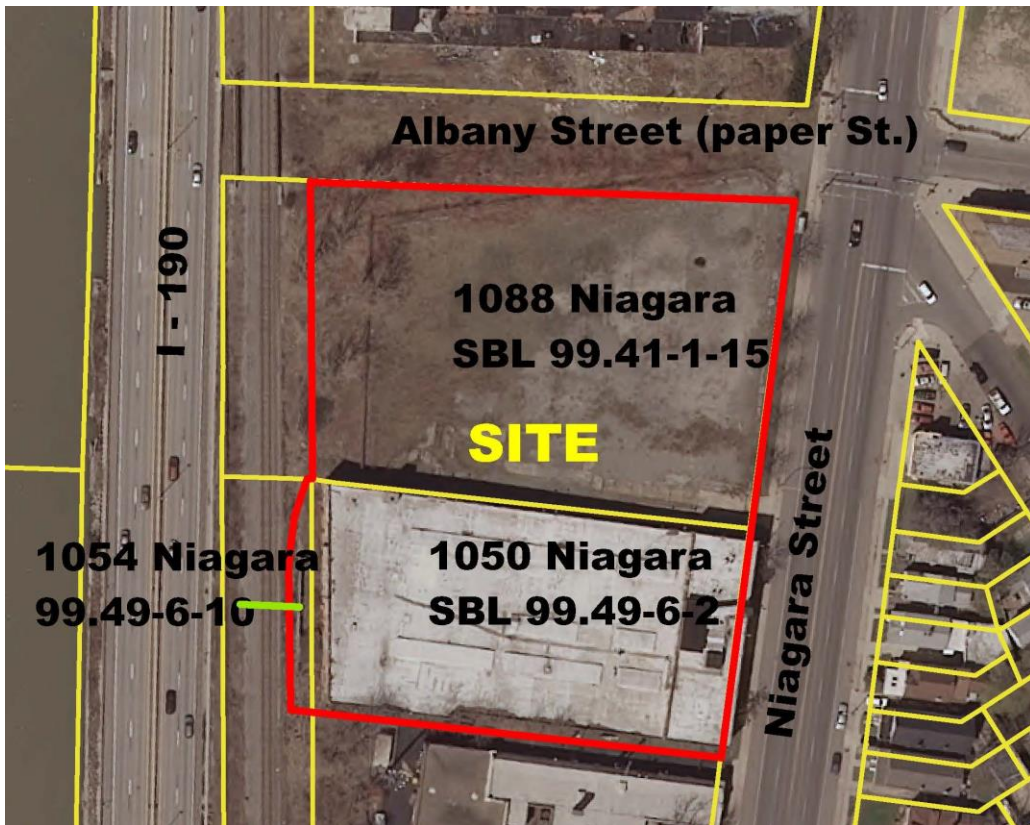 Albany Street (paper St.)
I - 190
1088 Niagara
SBL 99.41-1-15
SITE
1054 Niagara
99.49-6-10
1050 Niagara
SBL 99.49-6-2
Niagara Street